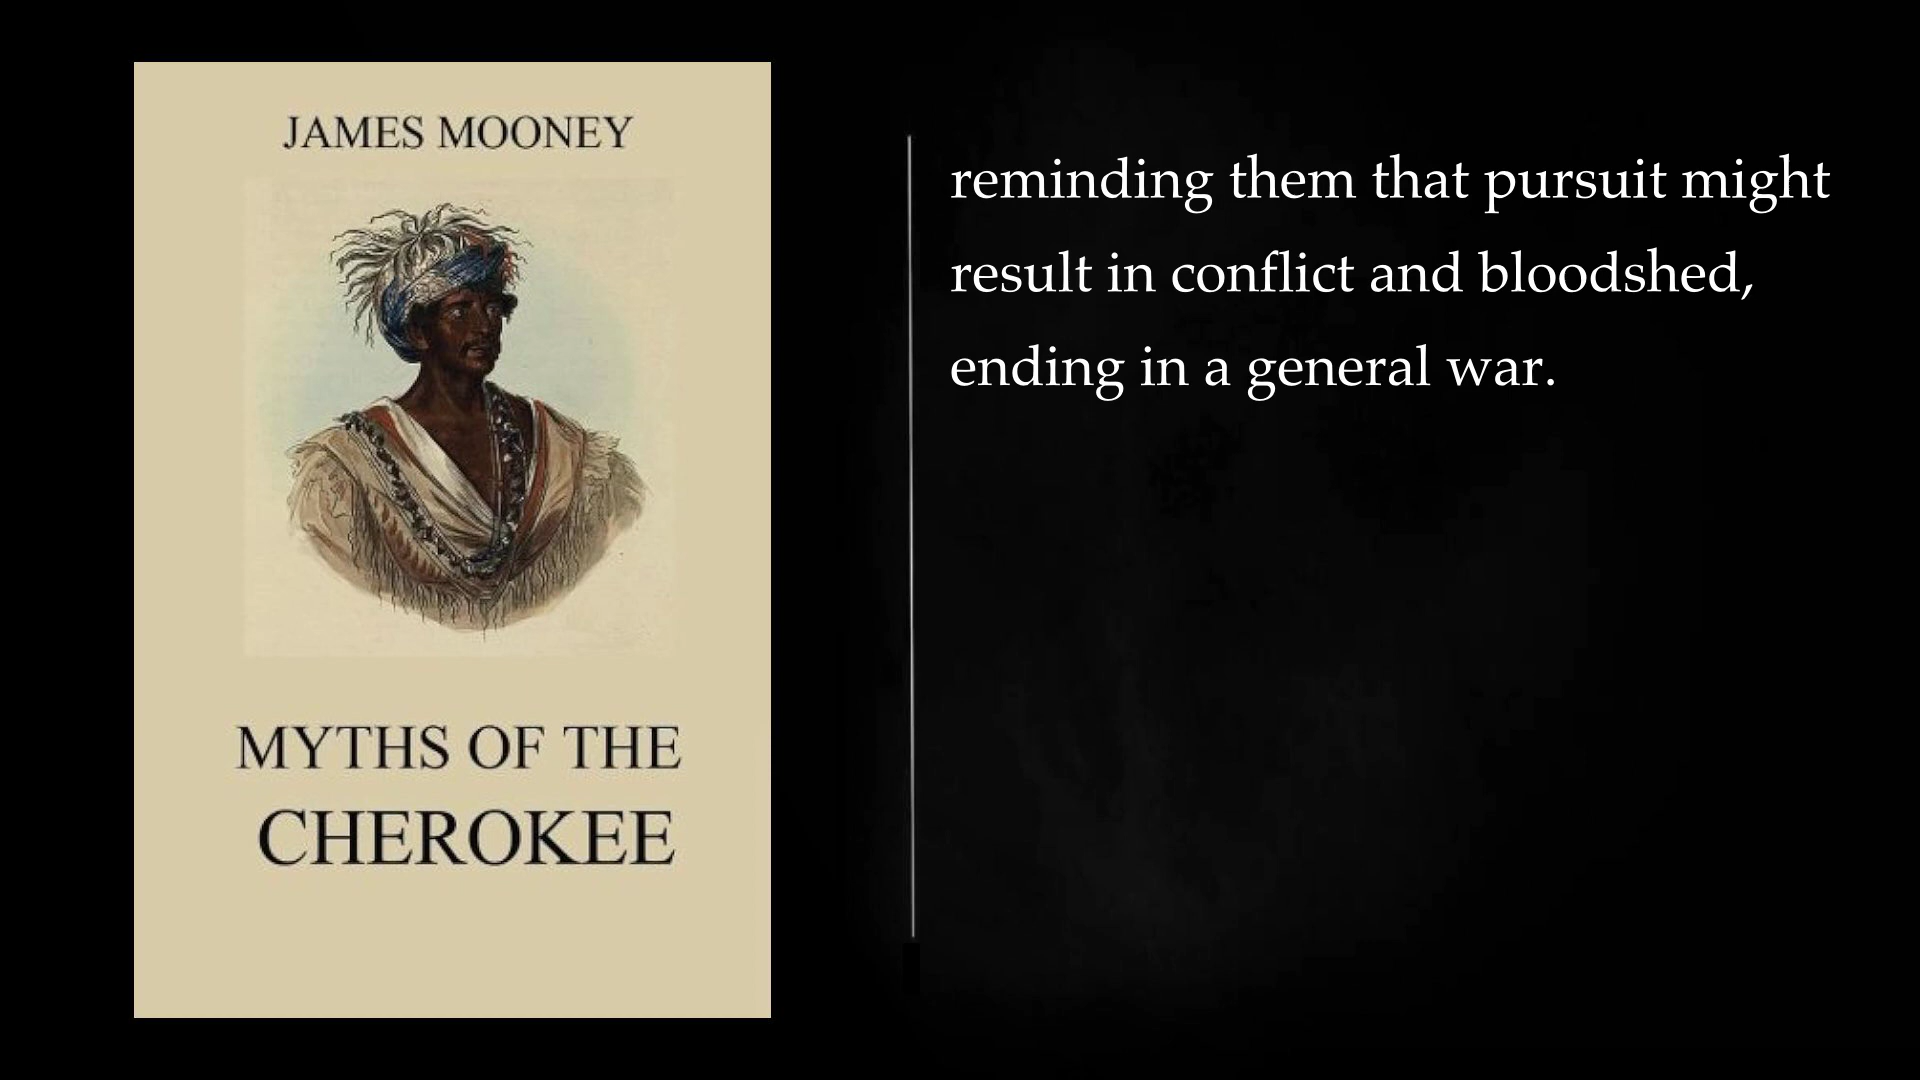 JAMES MOONEY
MYTHS OF THE
CHEROKEE
reminding them that pursuit might
result in conflict and bloodshed,
ending in a general war.